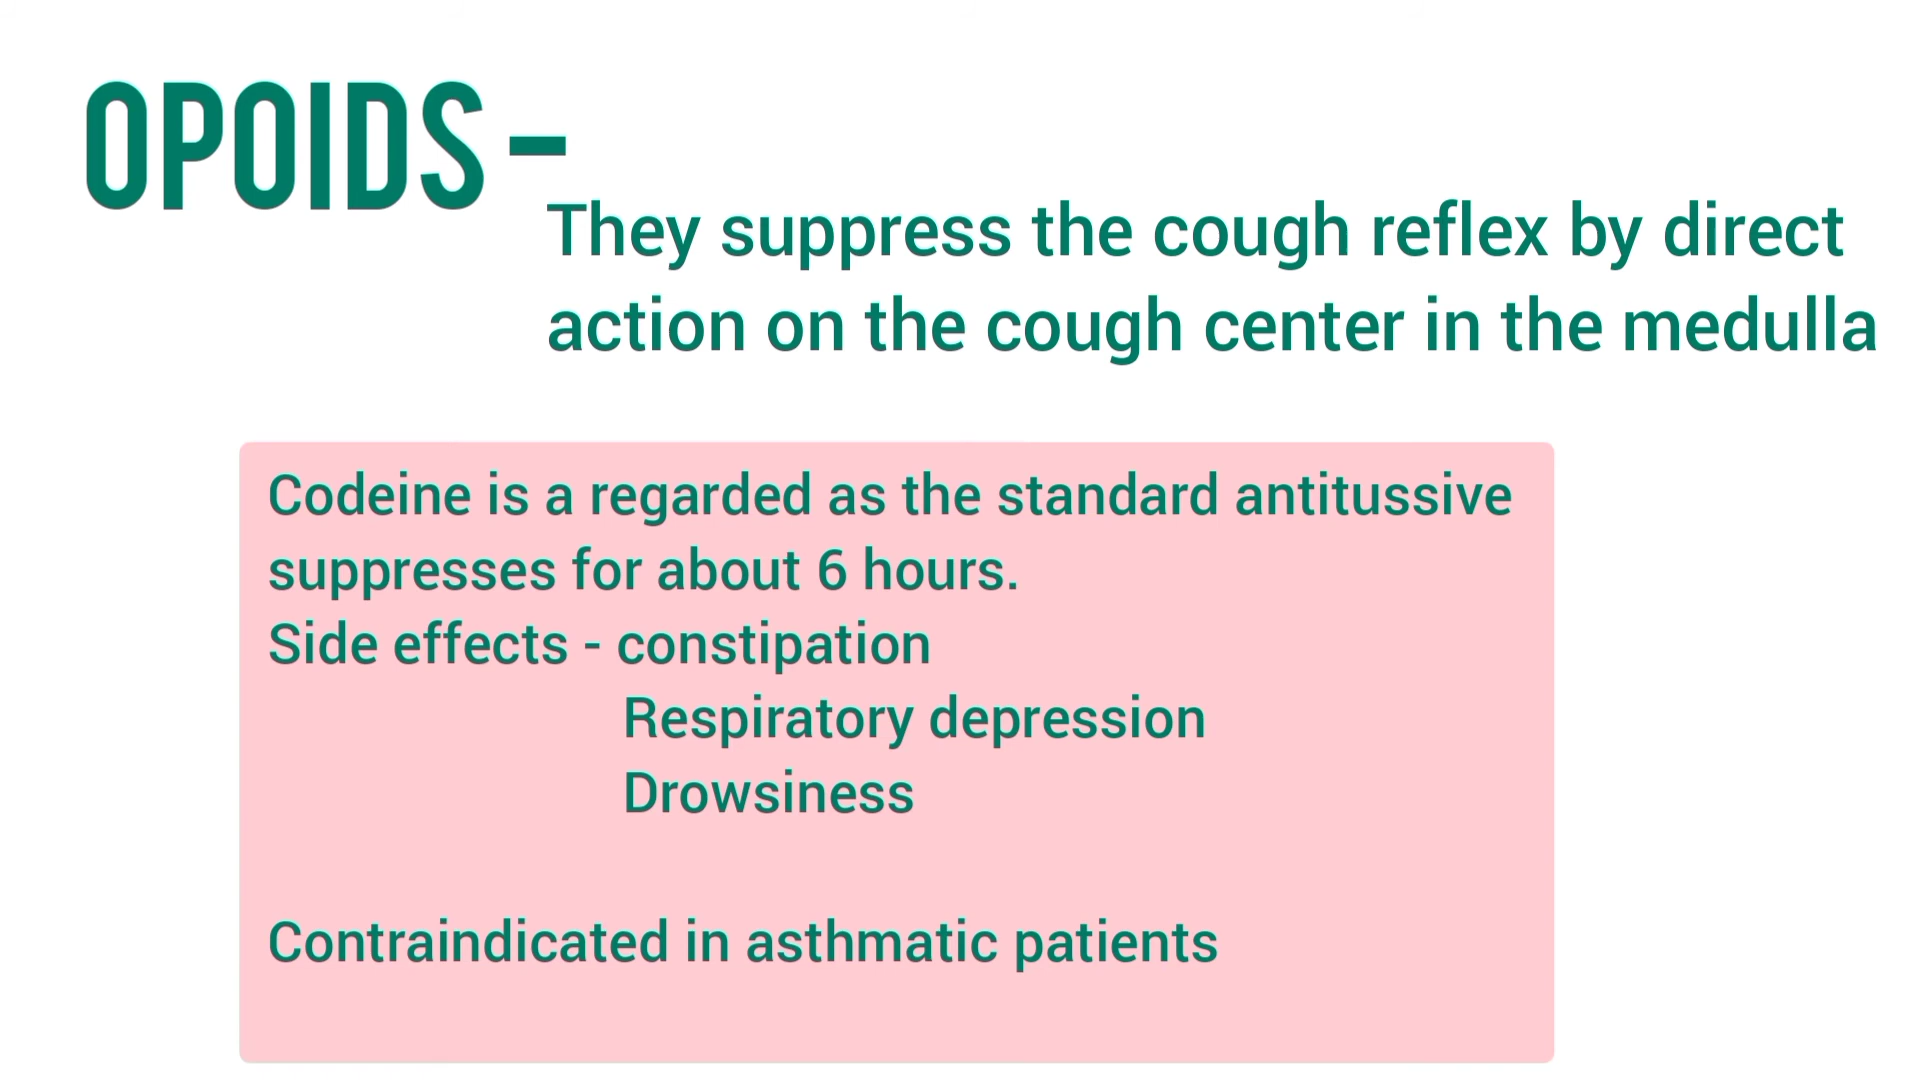 OPOIDS -
They suppress the cough reflex by direct
action on the cough center in the medulla
Codeine is a regarded as the standard antitussive
suppresses for about 6 hours.
Side effects - constipation
Respiratory depression
Drowsiness
Contraindicated in asthmatic patients